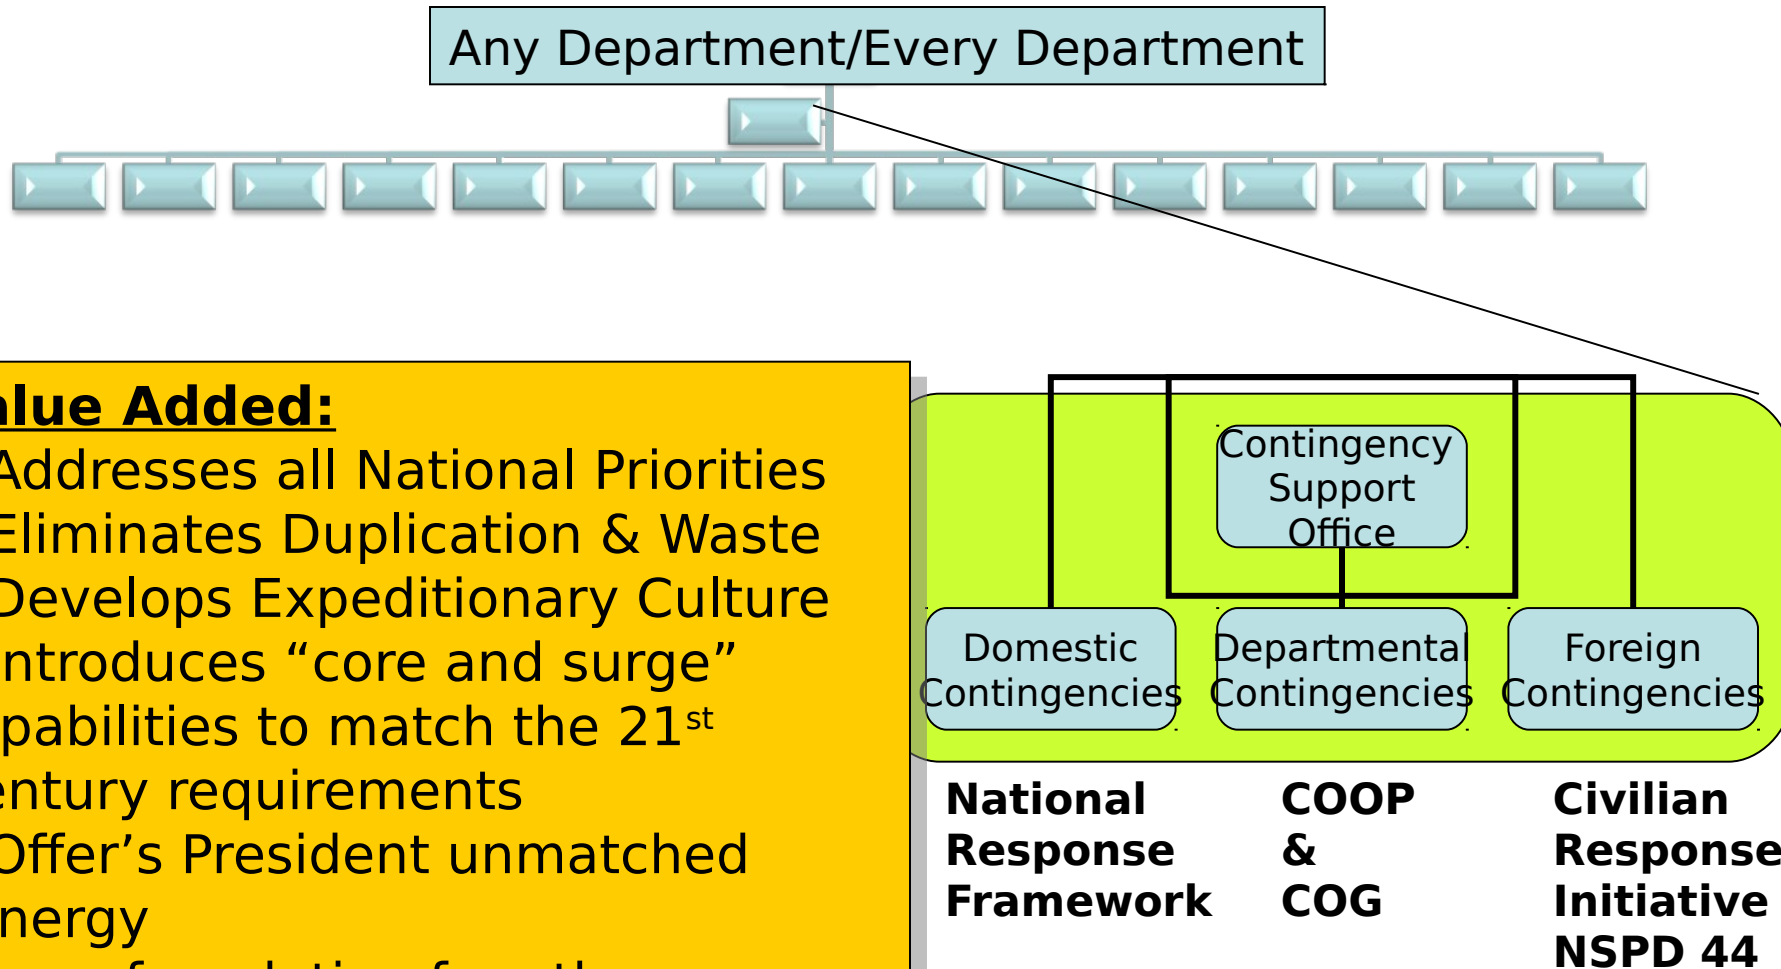 Any Department/Every Department
alue Added:
Addresses all National Priorities
Eliminates Duplication & Waste
Develops Expeditionary Culture
ntroduces “core and surge”
pabilities to match the 21st
entury requirements
Offer’s President unmatched
nergy
Contingency
Support
Office
Domestic
Contingencies
Departmental
Contingencies
Foreign
Contingencies
National
Response
Framework
COOP
&
COG
Civilian
Response
Initiative
NSPD 44